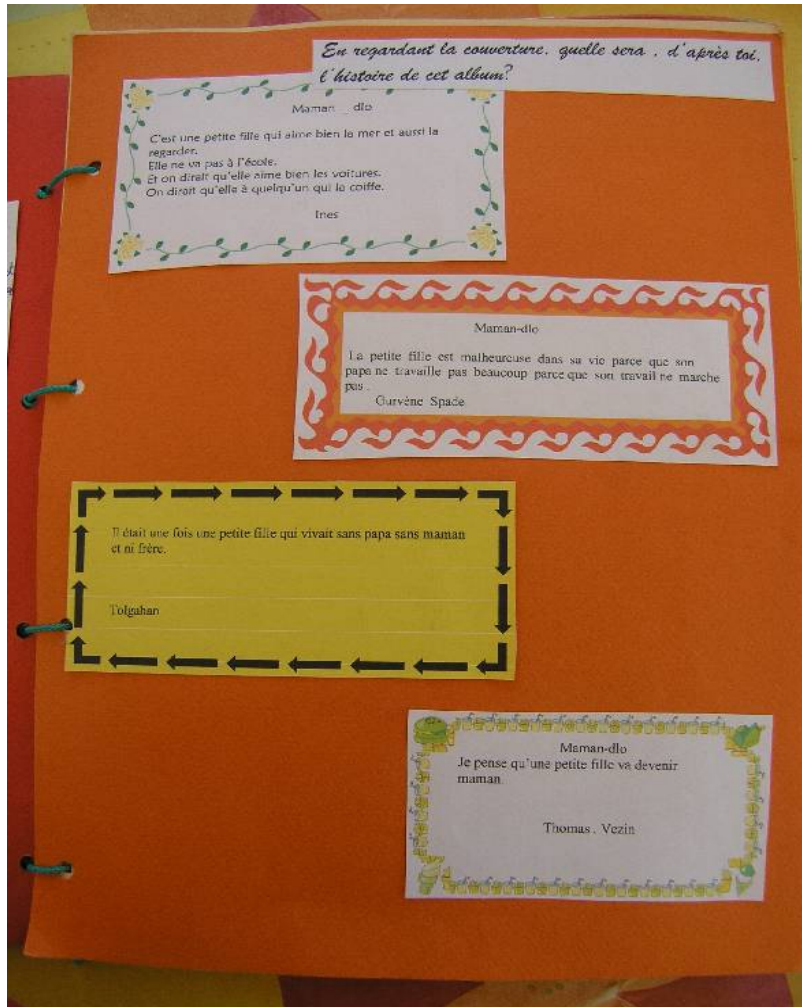 En regardant la couverture, quelle sera, d'après toi,
l'histoire de cet album?
Maman _ dlo
C'est une petite fille qui aime bien la mer et aussi la
regarder.
Elle ne va pas à l'école.
Et on dirait qu'elle aime bien les voitures.
On dirait qu'elle à quelqu'un qui la coiffe.
Ines
Maman-dlo
La petite fille est malheureuse dans sa vie parce que son
papa ne travaille pas beaucoup parce que son travail ne marche
pas.
Gurvène Spade
Il était une fois une petite fille qui vivait sans papa sans maman
et ni frère.
Tolgahan
Maman-dlo
Je pense qu'une petite fille va devenir
maman
Thomas. Vezin